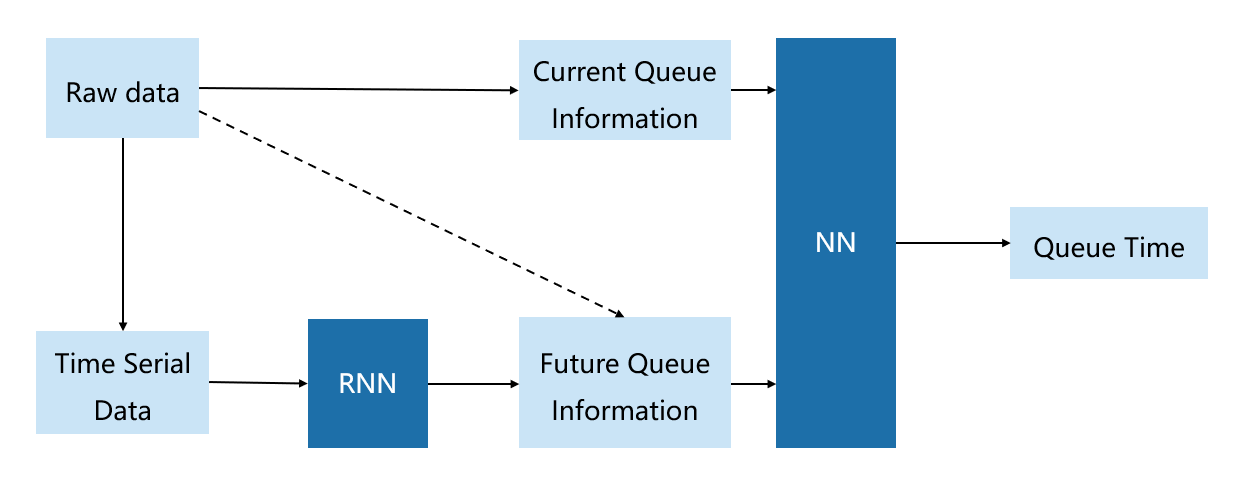 Raw data
Current Queue
Information
NN
Queue Time
Time Serial
Data
RNN
Future Queue
Information